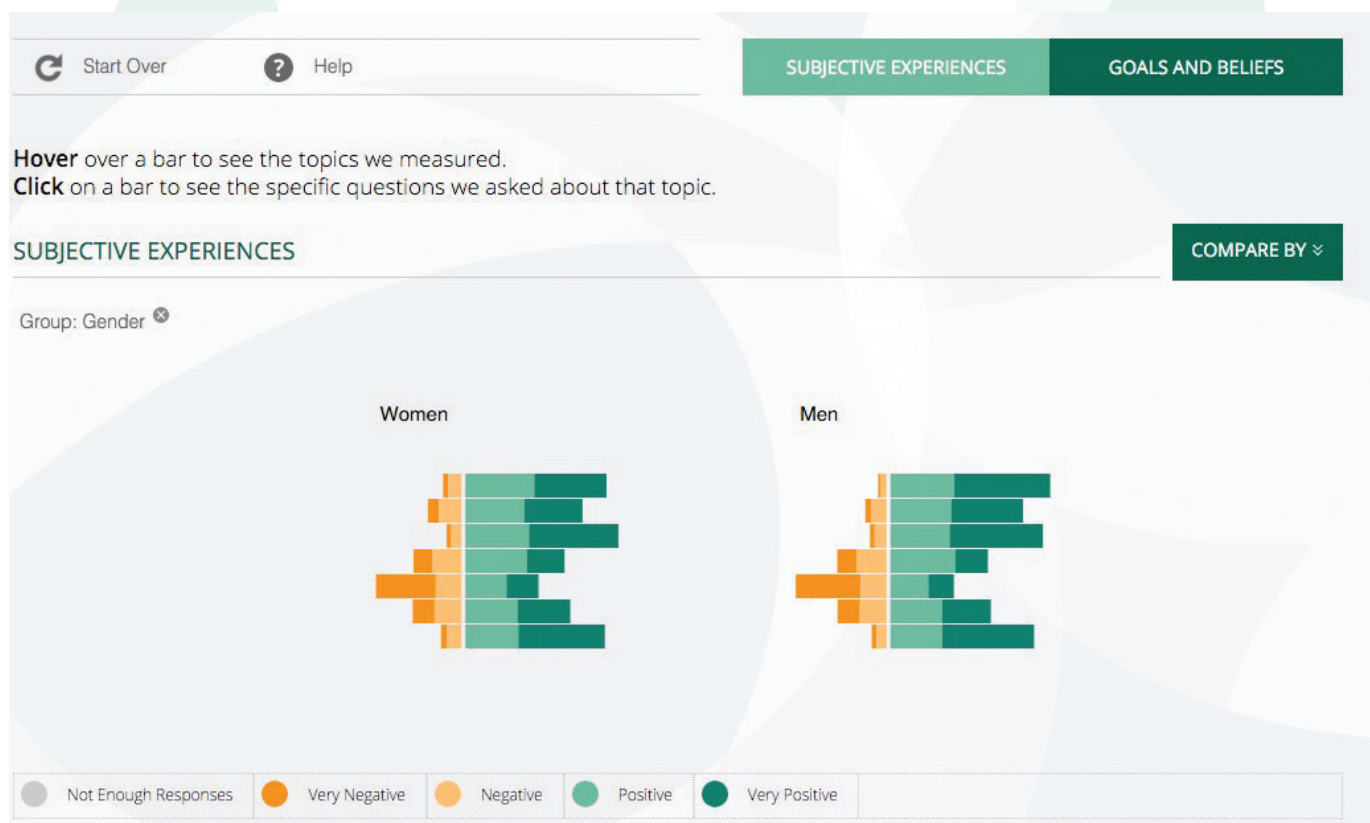 Start Over
Help
SUBJECTIVE EXPERIENCES
GOALS AND BELIEFS
Hover over a bar to see the topics we measured.
Click on a bar to see the specific questions we asked about that topic.
SUBJECTIVE EXPERIENCES
COMPARE BY
Group: Gender
Women
Men
Not Enough Responses
Very Negative
Negative
Positive
Very Positive